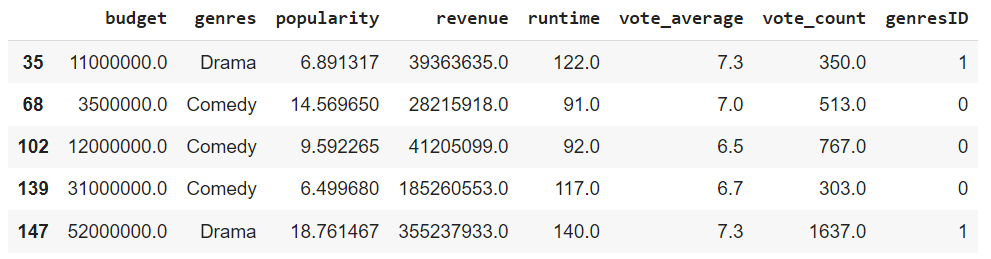 budget genres popularity revenue runtime vote_average vote_count genresID
35 11000000.0 Drama 6.891317 39363635.0 122.0 7.3 350.0 1
68 3500000.0 Comedy 14.569650 28215918.0 91.0 7.0 513.0 0
102 12000000.0 Comedy 9.592265 41205099.0 92.0 6.5 767.0 0
139 31000000.0 Comedy 6.499680 185260553.0 117.0 6.7 303.0 0
147 52000000.0 Drama 18.761467 355237933.0 140.0 7.3 1637.0 1